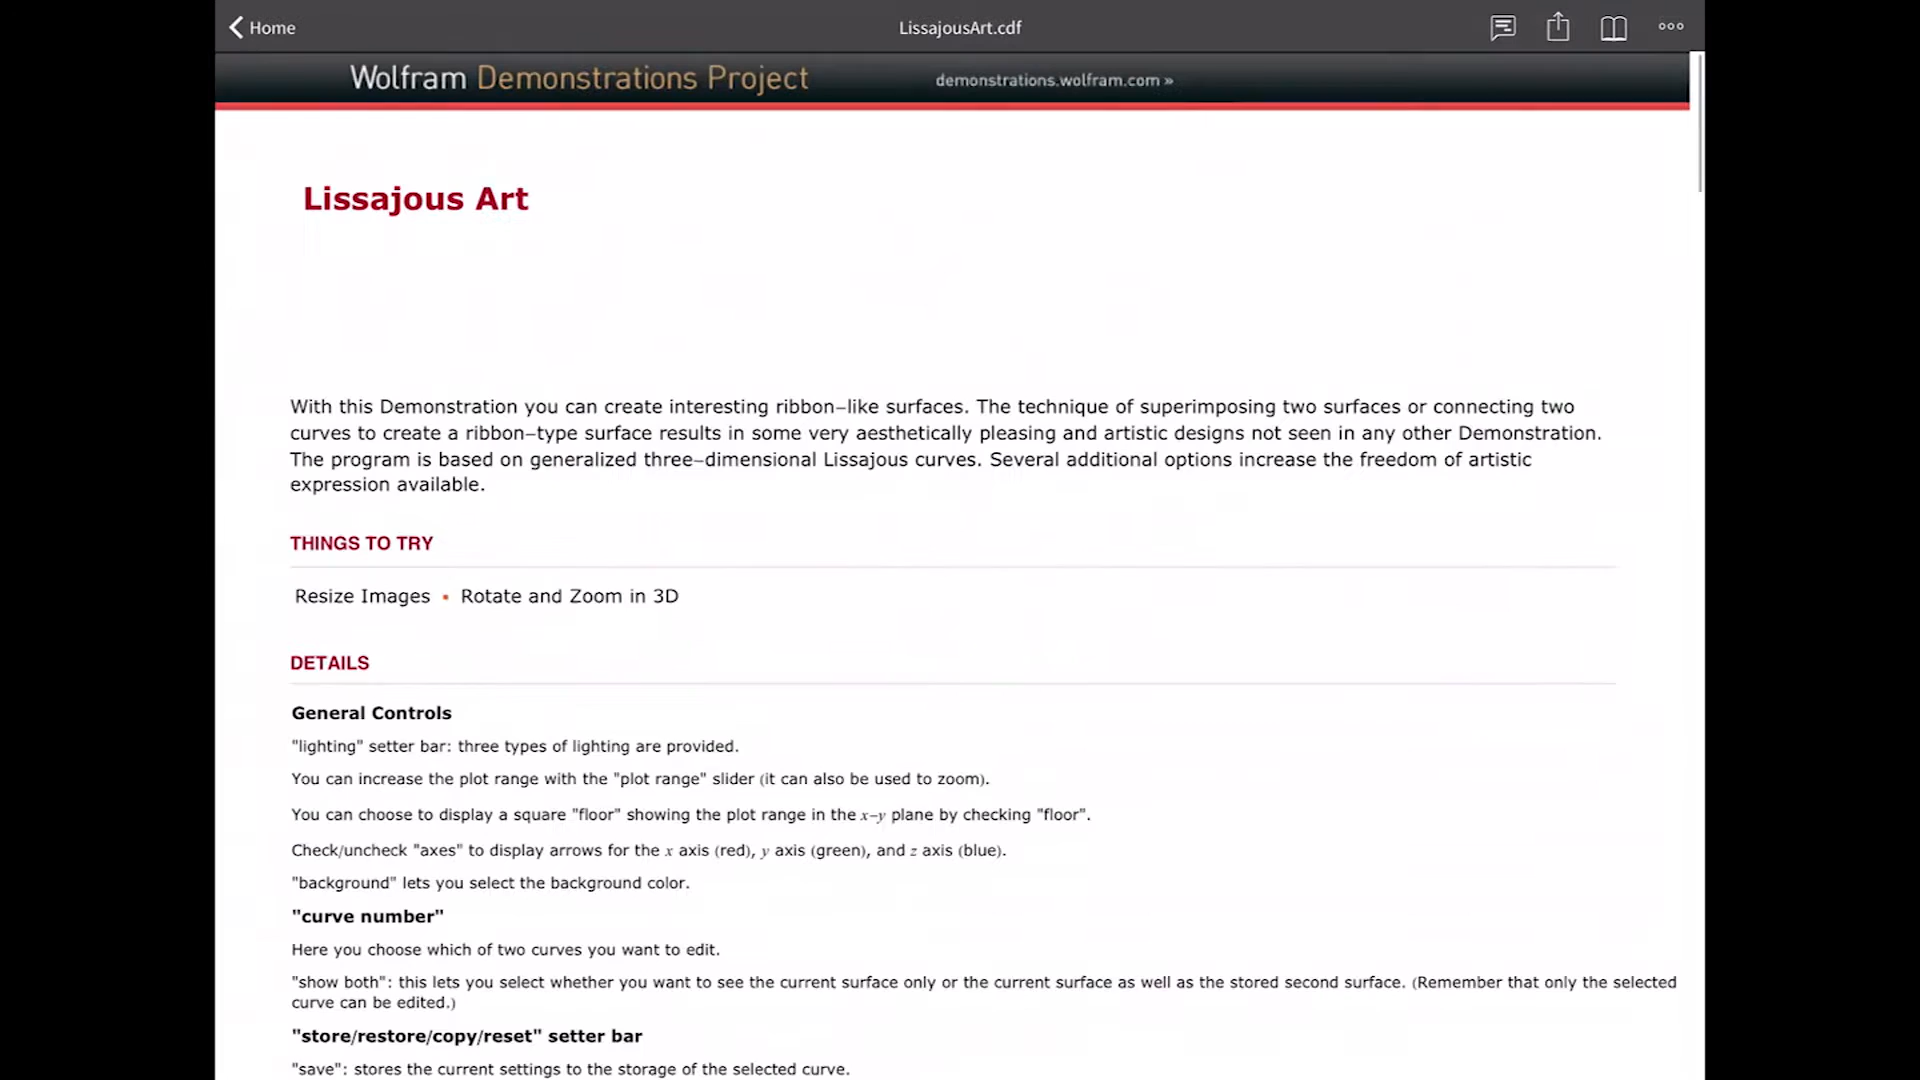 Home
LissajousArt.cdf
Wolfram Demonstrations Project
demonstrations.wolfram.com »
Lissajous Art
With this Demonstration you can create interesting ribbon–like surfaces. The technique of superimposing two surfaces or connecting two
curves to create a ribbon–type surface results in some very aesthetically pleasing and artistic designs not seen in any other Demonstration.
The program is based on generalized three–dimensional Lissajous curves. Several additional options increase the freedom of artistic
expression available.
THINGS TO TRY
Resize Images ▪ Rotate and Zoom in 3D
DETAILS
General Controls
"lighting" setter bar: three types of lighting are provided.
You can increase the plot range with the "plot range" slider (it can also be used to zoom).
You can choose to display a square "floor" showing the plot range in the x–y plane by checking "floor".
Check/uncheck "axes" to display arrows for the x axis (red), y axis (green), and z axis (blue).
"background" lets you select the background color.
"curve number"
Here you choose which of two curves you want to edit.
"show both": this lets you select whether you want to see the current surface only or the current surface as well as the stored second surface. (Remember that only the selected
curve can be edited.)
"store/restore/copy/reset" setter bar
"save": stores the current settings to the storage of the selected curve.